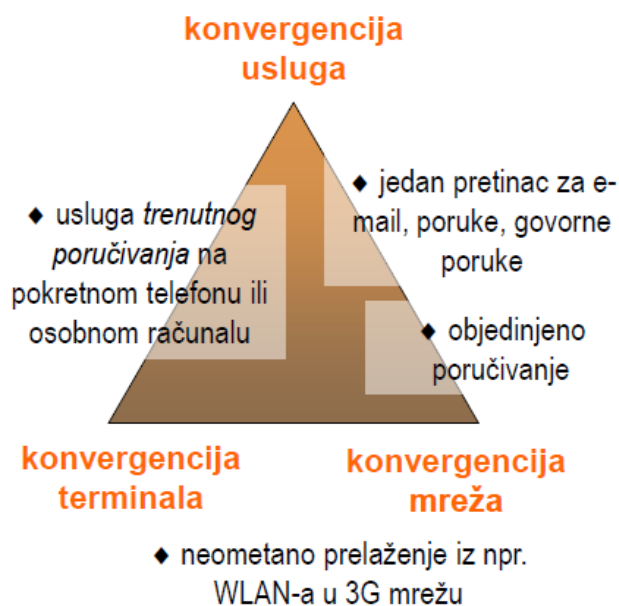 konvergencija
usluga
♦ usluga trenutnog
poručivanja na
pokretnom telefonu ili
osobnom računalu
♦ jedan pretinac za e-
mail, poruke, govorne
poruke
♦ objedinjeno
poručivanje
konvergencija
terminala
konvergencija
mreža
♦ neometano prelaženje iz npr.
WLAN-a u 3G mrežu